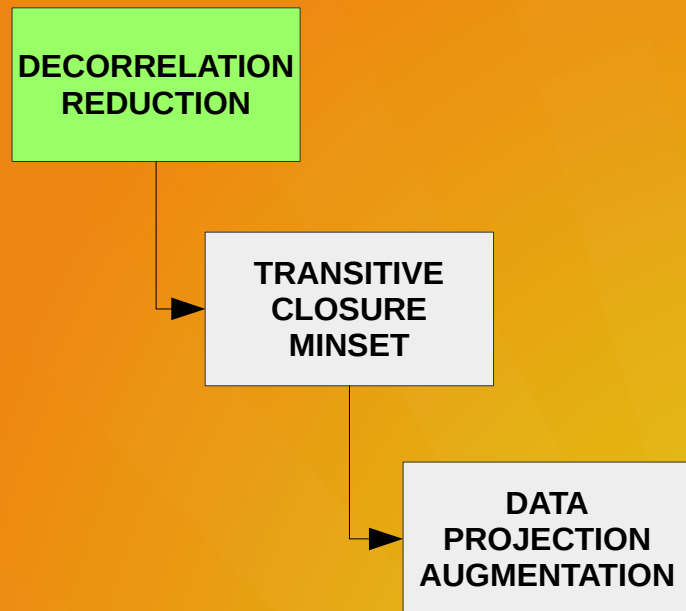 DECORRELATION
REDUCTION
TRANSITIVE
CLOSURE
MINSET
DATA
PROJECTION
AUGMENTATION